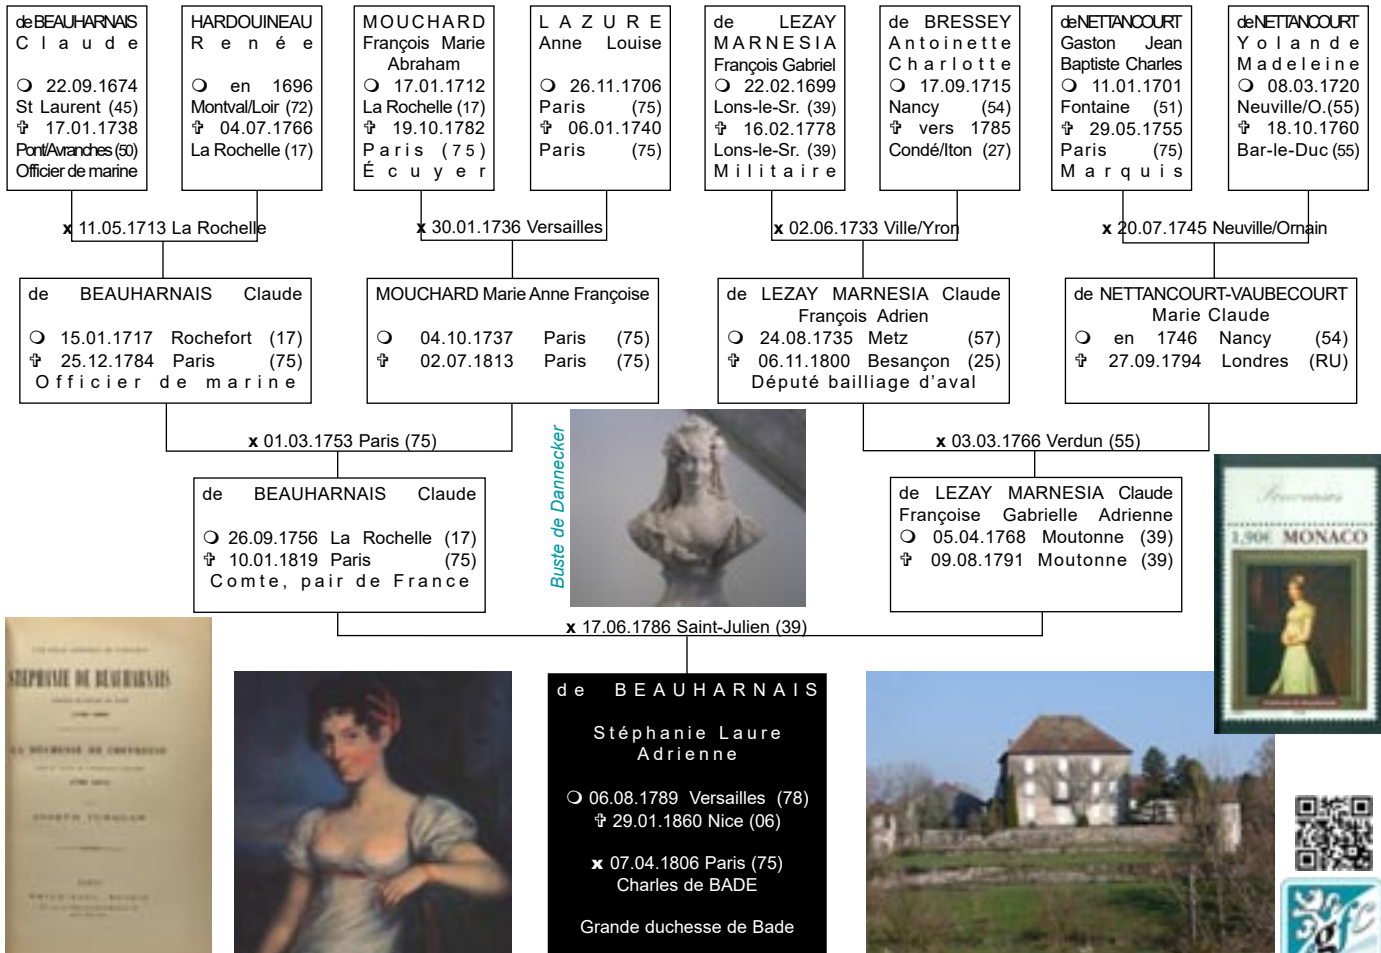 de BEAUHARNAIS
Claude
❍ 22.09.1674
St Laurent (45)
✞ 17.01.1738
Pont/Avranches (50)
Officier de marine
HARDOUINEAU
Renée
❍ en 1696
Montval/Loir (72)
✞ 04.07.1766
La Rochelle (17)
MOUCHARD
François Marie
Abraham
❍ 17.01.1712
La Rochelle (17)
✞ 19.10.1782
Paris (75)
Écuyer
LAZURE
Anne Louise
❍ 26.11.1706
Paris (75)
✞ 06.01.1740
Paris (75)
de LEZAY
MARNESIA
François Gabriel
❍ 22.02.1699
Lons-le-Sr. (39)
✞ 16.02.1778
Lons-le-Sr. (39)
Militaire
de BRESSEY
Antoinette
Charlotte
❍ 17.09.1715
Nancy (54)
✞ vers 1785
Condé/Iton (27)
de NETTANCOURT
Gaston Jean
Baptiste Charles
❍ 11.01.1701
Fontaine (51)
✞ 29.05.1755
Paris (75)
Marquis
de NETTANCOURT
Yolande
Madeleine
❍ 08.03.1720
Neuville/O.(55)
✞ 18.10.1760
Bar-le-Duc (55)
x 11.05.1713 La Rochelle
x 30.01.1736 Versailles
x 02.06.1733 Ville/Yron
x 20.07.1745 Neuville/Ornain
de BEAUHARNAIS Claude
❍ 15.01.1717 Rochefort (17)
✞ 25.12.1784 Paris (75)
Officier de marine
MOUCHARD Marie Anne Françoise
❍ 04.10.1737 Paris (75)
✞ 02.07.1813 Paris (75)
de LEZAY MARNESIA Claude
François Adrien
❍ 24.08.1735 Metz (57)
✞ 06.11.1800 Besançon (25)
Député bailliage d'aval
de NETTANCOURT-VAUBECOURT
Marie Claude
❍ en 1746 Nancy (54)
✞ 27.09.1794 Londres (RU)
x 01.03.1753 Paris (75)
x 03.03.1766 Verdun (55)
Buste de Dannecker
de BEAUHARNAIS Claude
❍ 26.09.1756 La Rochelle (17)
✞ 10.01.1819 Paris (75)
Comte, pair de France
de LEZAY MARNESIA Claude
Françoise Gabrielle Adrienne
❍ 05.04.1768 Moutonne (39)
✞ 09.08.1791 Moutonne (39)
Souvenirs
1,90€ MONACO
x 17.06.1786 Saint-Julien (39)
STÉPHANIE DE BEAUHARNAIS
LA DUCHESSE DE CHEVREUSE
JOSEPH TURQUAN
PARIS
de BEAUHARNAIS
Stéphanie Laure
Adrienne
❍ 06.08.1789 Versailles (78)
✞ 29.01.1860 Nice (06)
x 07.04.1806 Paris (75)
Charles de BADE
Grande duchesse de Bade
gfc